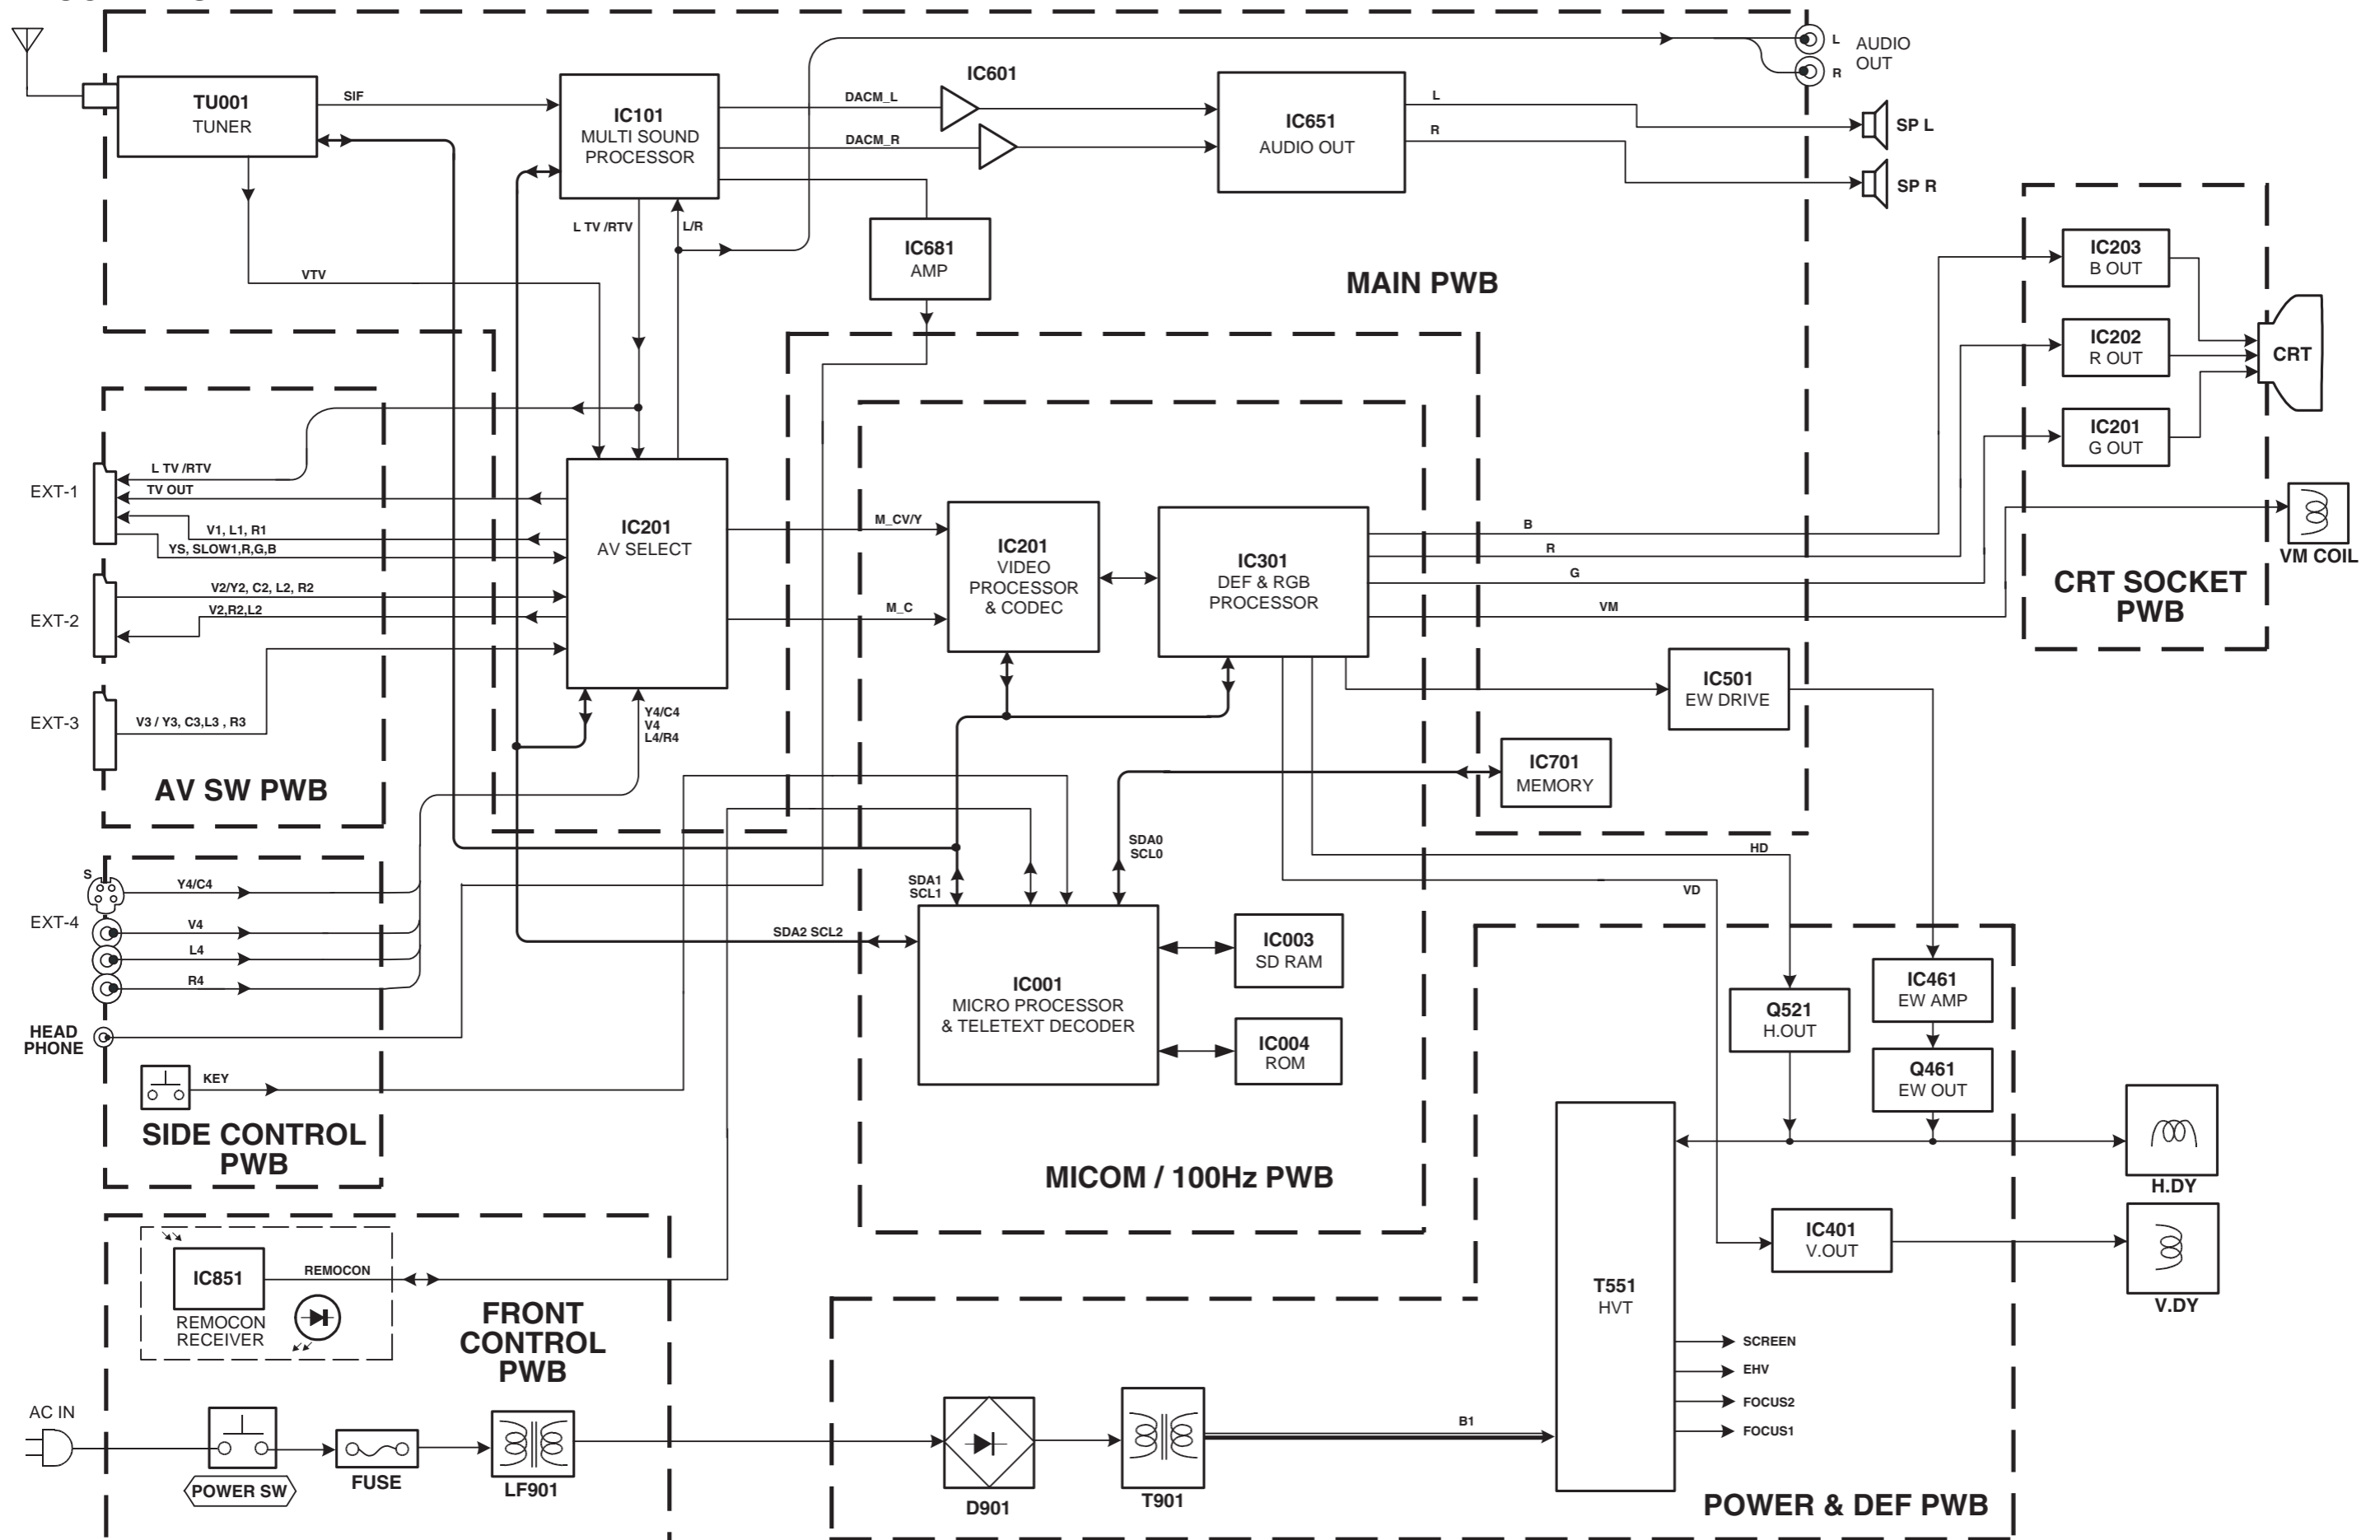 TU001
TUNER
SIF
IC101
MULTI SOUND
PROCESSOR
DACM_L
DACM_R
IC601
IC651
AUDIO OUT
L
R
L
R
AUDIO
OUT
SP L
SP R
L TV /RTV
L/R
IC681
AMP
VTV
MAIN PWB
IC203
B OUT
IC202
R OUT
IC201
G OUT
CRT
CRT SOCKET
PWB
VM COIL
EXT-1
L TV /RTV
TV OUT
V1, L1, R1
YS, SLOW1,R,G,B
EXT-2
V2/Y2, C2, L2, R2
V2,R2,L2
EXT-3
V3 / Y3, C3,L3 , R3
AV SW PWB
IC201
AV SELECT
Y4/C4
V4
L4/R4
M_CV/Y
M_C
IC201
VIDEO
PROCESSOR
& CODEC
IC301
DEF & RGB
PROCESSOR
B
R
G
VM
IC501
EW DRIVE
IC701
MEMORY
SDA0
SCL0
HD
VD
SDA1
SCL1
SDA2 SCL2
S
EXT-4
Y4/C4
V4
L4
R4
HEAD
PHONE
KEY
SIDE CONTROL
PWB
IC001
MICRO PROCESSOR
& TELETEXT DECODER
IC003
SD RAM
IC004
ROM
MICOM / 100Hz PWB
Q521
H.OUT
IC461
EW AMP
Q461
EW OUT
H.DY
IC401
V.OUT
V.DY
IC851
REMOCON
RECEIVER
REMOCON
FRONT
CONTROL
PWB
AC IN
POWER SW
FUSE
LF901
D901
T901
B1
T551
HVT
SCREEN
EHV
FOCUS2
FOCUS1
POWER & DEF PWB